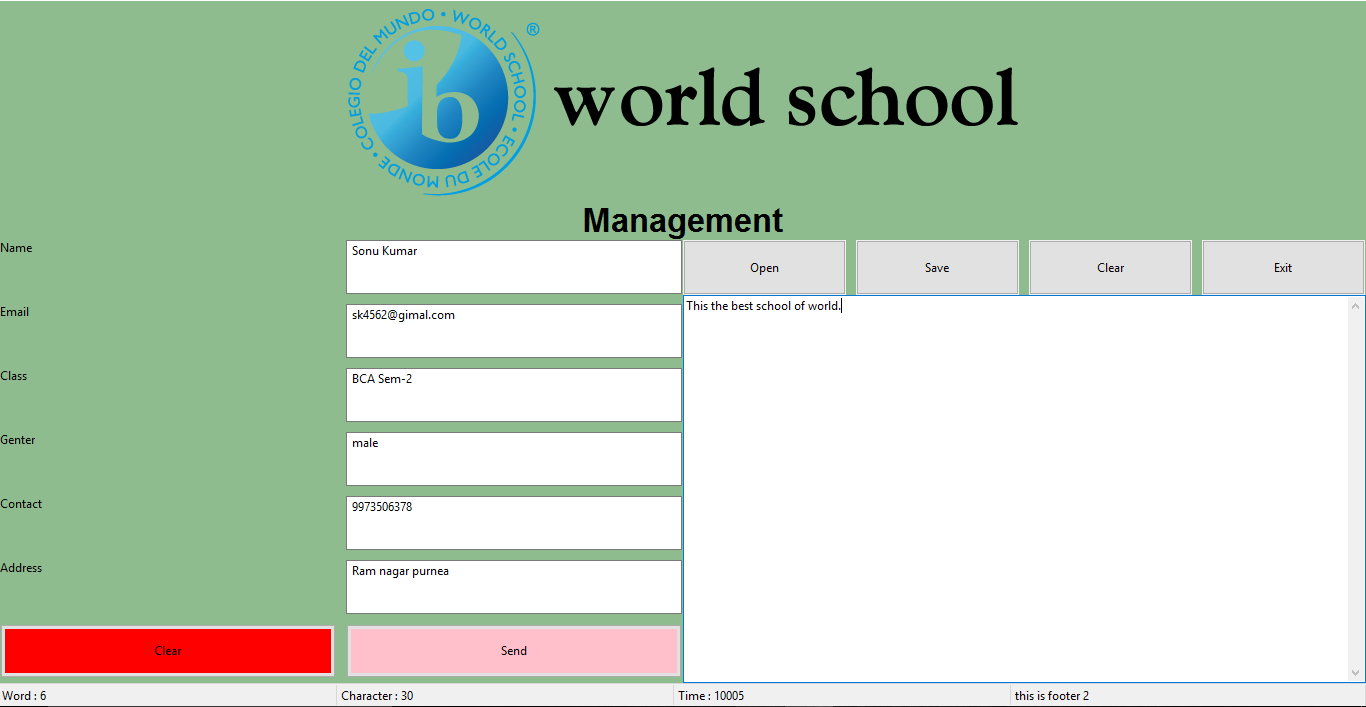 COLEGIO DEL MUNDO • WORLD SCHOOL • ECOLE DU MONDE •
®
ib
world school
Management
Name
Sonu Kumar
Open
Save
Clear
Exit
This the best school of world.
Email
sk4562@gimal.com
Class
BCA Sem-2
Genter
male
Contact
9973506378
Address
Ram nagar purnea
Clear
Send
Word : 6
Character : 30
Time : 10005
this is footer 2